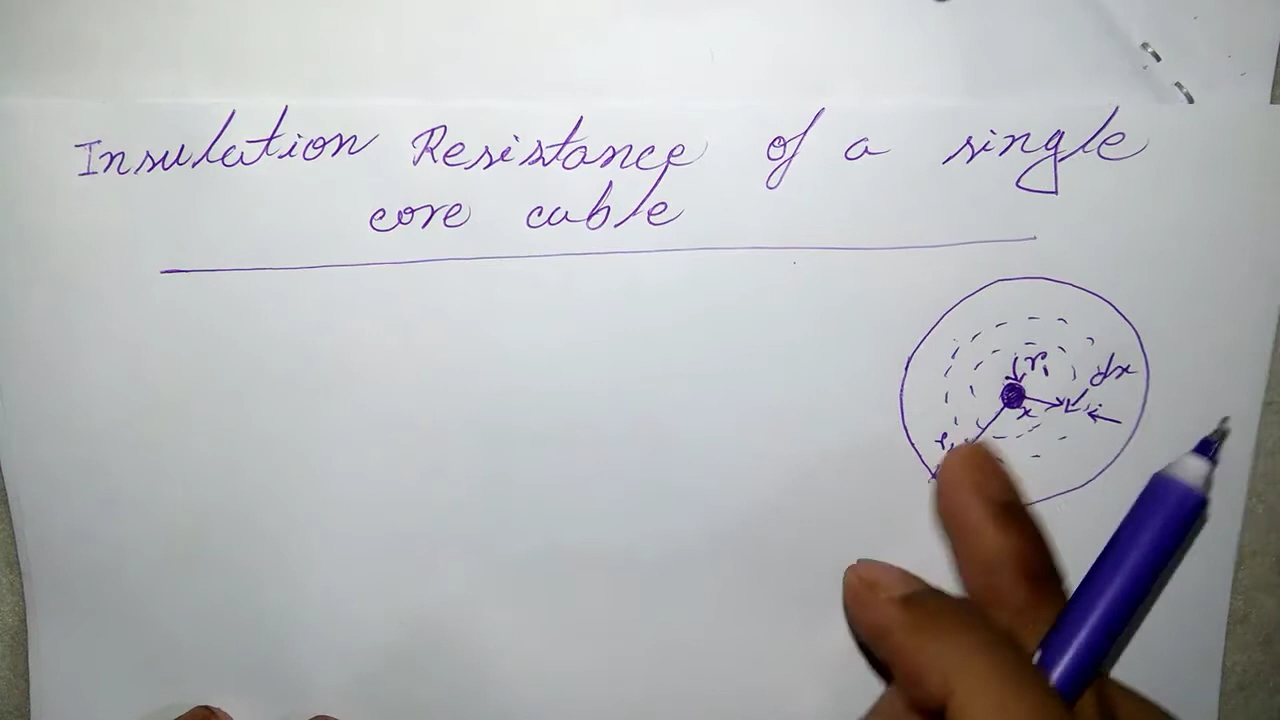 Insulation Resistance of a single
core cable
r₁
dx
x